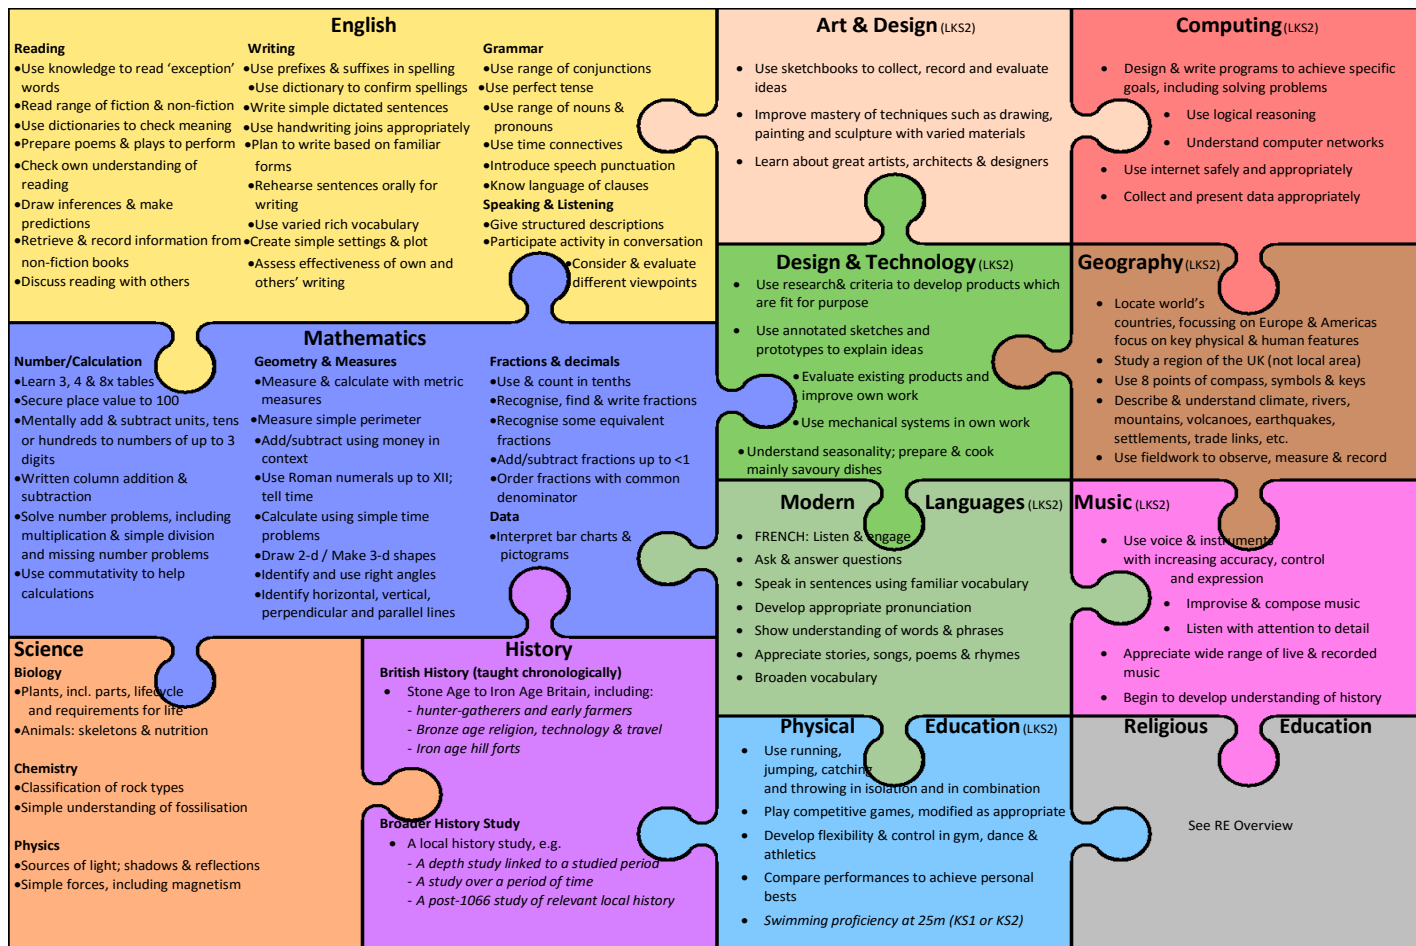 English
Reading
•Use knowledge to read ‘exception’
words
•Read range of fiction & non-fiction
•Use dictionaries to check meaning
•Prepare poems & plays to perform
•Check own understanding of
reading
•Draw inferences & make
predictions
•Retrieve & record information from
non-fiction books
•Discuss reading with others
Writing
•Use prefixes & suffixes in spelling
•Use dictionary to confirm spellings
•Write simple dictated sentences
•Use handwriting joins appropriately
•Plan to write based on familiar
forms
•Rehearse sentences orally for
writing
•Use varied rich vocabulary
•Create simple settings & plot
•Assess effectiveness of own and
others’ writing
Grammar
•Use range of conjunctions
•Use perfect tense
•Use range of nouns &
pronouns
•Use time connectives
•Introduce speech punctuation
•Know language of clauses
Speaking & Listening
•Give structured descriptions
•Participate activity in conversation
•Consider & evaluate
different viewpoints
Art & Design (LKS2)
• Use sketchbooks to collect, record and evaluate
ideas
• Improve mastery of techniques such as drawing,
painting and sculpture with varied materials
• Learn about great artists, architects & designers
Computing (LKS2)
• Design & write programs to achieve specific
goals, including solving problems
• Use logical reasoning
• Understand computer networks
• Use internet safely and appropriately
• Collect and present data appropriately
Mathematics
Number/Calculation
•Learn 3, 4 & 8x tables
•Secure place value to 100
•Mentally add & subtract units, tens
or hundreds to numbers of up to 3
digits
•Written column addition &
subtraction
•Solve number problems, including
multiplication & simple division
and missing number problems
•Use commutativity to help
calculations
Geometry & Measures
•Measure & calculate with metric
measures
•Measure simple perimeter
•Add/subtract using money in
context
•Use Roman numerals up to XII;
tell time
•Calculate using simple time
problems
•Draw 2-d / Make 3-d shapes
•Identify and use right angles
•Identify horizontal, vertical,
perpendicular and parallel lines
Fractions & decimals
•Use & count in tenths
•Recognise, find & write fractions
•Recognise some equivalent
fractions
•Add/subtract fractions up to <1
•Order fractions with common
denominator
Data
•Interpret bar charts &
pictograms
Design & Technology (LKS2)
• Use research& criteria to develop products which
are fit for purpose
• Use annotated sketches and
prototypes to explain ideas
•Evaluate existing products and
improve own work
•Use mechanical systems in own work
•Understand seasonality; prepare & cook
mainly savoury dishes
Geography (LKS2)
• Locate world’s
countries, focussing on Europe & Americas
focus on key physical & human features
• Study a region of the UK (not local area)
• Use 8 points of compass, symbols & keys
• Describe & understand climate, rivers,
mountains, volcanoes, earthquakes,
settlements, trade links, etc.
• Use fieldwork to observe, measure & record
Modern Languages (LKS2)
• FRENCH: Listen & engage
• Ask & answer questions
• Speak in sentences using familiar vocabulary
• Develop appropriate pronunciation
• Show understanding of words & phrases
• Appreciate stories, songs, poems & rhymes
• Broaden vocabulary
Music (LKS2)
• Use voice & instruments
with increasing accuracy, control
and expression
• Improvise & compose music
• Listen with attention to detail
• Appreciate wide range of live & recorded
music
• Begin to develop understanding of history
Science
Biology
•Plants, incl. parts, lifecycle
and requirements for life
•Animals: skeletons & nutrition
Chemistry
•Classification of rock types
•Simple understanding of fossilisation
Physics
•Sources of light; shadows & reflections
•Simple forces, including magnetism
History
British History (taught chronologically)
• Stone Age to Iron Age Britain, including:
- hunter-gatherers and early farmers
- Bronze age religion, technology & travel
- Iron age hill forts
Broader History Study
• A local history study, e.g.
- A depth study linked to a studied period
- A study over a period of time
- A post-1066 study of relevant local history
Physical Education (LKS2)
• Use running,
jumping, catching
and throwing in isolation and in combination
• Play competitive games, modified as appropriate
• Develop flexibility & control in gym, dance &
athletics
• Compare performances to achieve personal
bests
• Swimming proficiency at 25m (KS1 or KS2)
Religious Education
See RE Overview